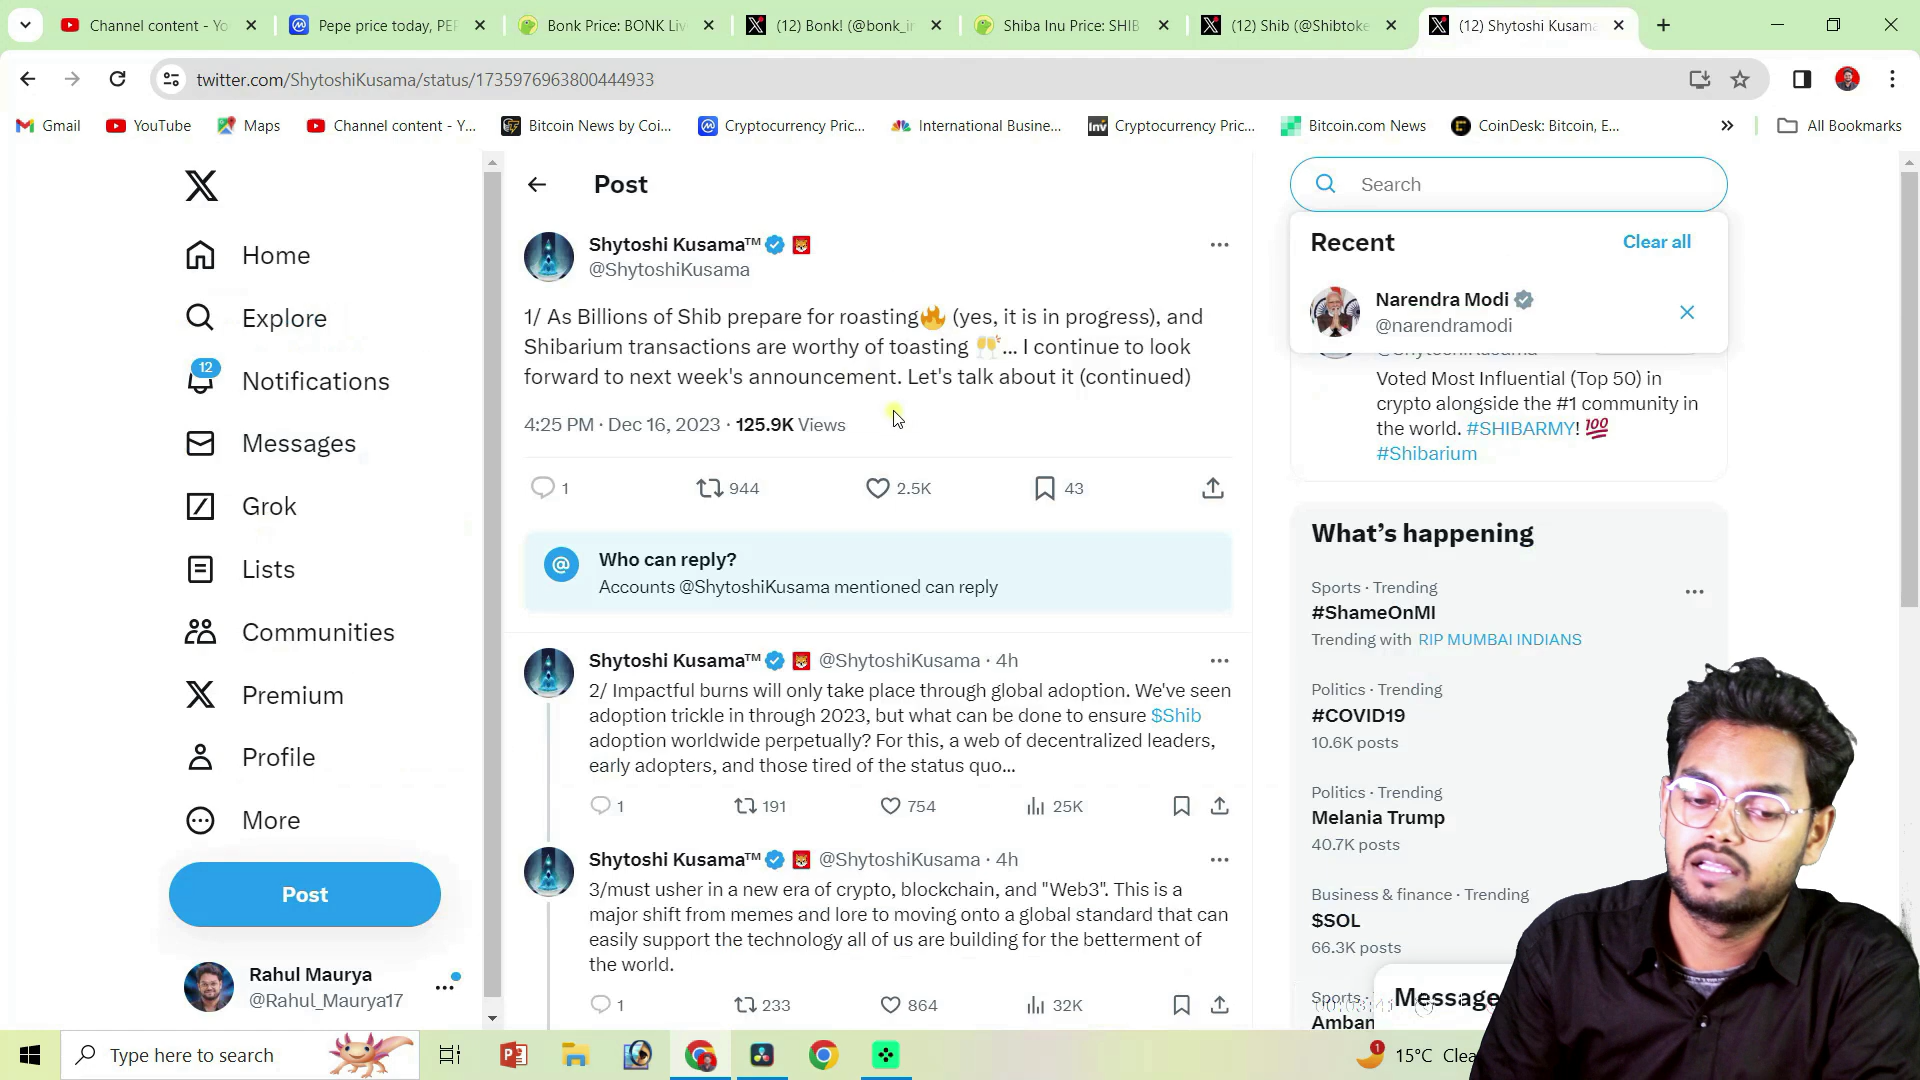 Channel content - Yo
Pepe price today, PEP
Bonk Price: BONK Liv
(12) Bonk! (@bonk_in
Shiba Inu Price: SHIB
(12) Shib (@Shibtoke
(12) Shytoshi Kusama
twitter.com/ShytoshiKusama/status/1735976963800444933
Gmail
YouTube
Maps
Channel content - Y...
Bitcoin News by Coi...
Cryptocurrency Pric...
International Busine...
Inv
Cryptocurrency Pric...
Bitcoin.com News
CoinDesk: Bitcoin, E...
All Bookmarks
Home
Explore
12
Notifications
Messages
Grok
Lists
Communities
Premium
Profile
More
Post
Rahul Maurya
@Rahul_Maurya17
Post
Shytoshi Kusama™
@ShytoshiKusama
1/ As Billions of Shib prepare for roasting🔥 (yes, it is in progress), and
Shibarium transactions are worthy of toasting 🥂... I continue to look
forward to next week's announcement. Let's talk about it (continued)
4:25 PM · Dec 16, 2023 · 125.9K Views
1 944 2.5K 43
Who can reply?
Accounts @ShytoshiKusama mentioned can reply
Shytoshi Kusama™ @ShytoshiKusama · 4h
2/ Impactful burns will only take place through global adoption. We've seen
adoption trickle in through 2023, but what can be done to ensure $Shib
adoption worldwide perpetually? For this, a web of decentralized leaders,
early adopters, and those tired of the status quo...
1 191 754 25K
Shytoshi Kusama™ @ShytoshiKusama · 4h
3/must usher in a new era of crypto, blockchain, and "Web3". This is a
major shift from memes and lore to moving onto a global standard that can
easily support the technology all of us are building for the betterment of
the world.
1 233 864 32K
Search
Recent
Clear all
Narendra Modi
@narendramodi
@ShytoshiKusama
Voted Most Influential (Top 50) in
crypto alongside the #1 community in
the world. #SHIBARMY! 💯
#Shibarium
What's happening
Sports · Trending
#ShameOnMI
Trending with RIP MUMBAI INDIANS
Politics · Trending
#COVID19
10.6K posts
Politics · Trending
Melania Trump
40.7K posts
Business & finance · Trending
$SOL
66.3K posts
Sports ·
Amban
Message
Type here to search
1
15°C Clea